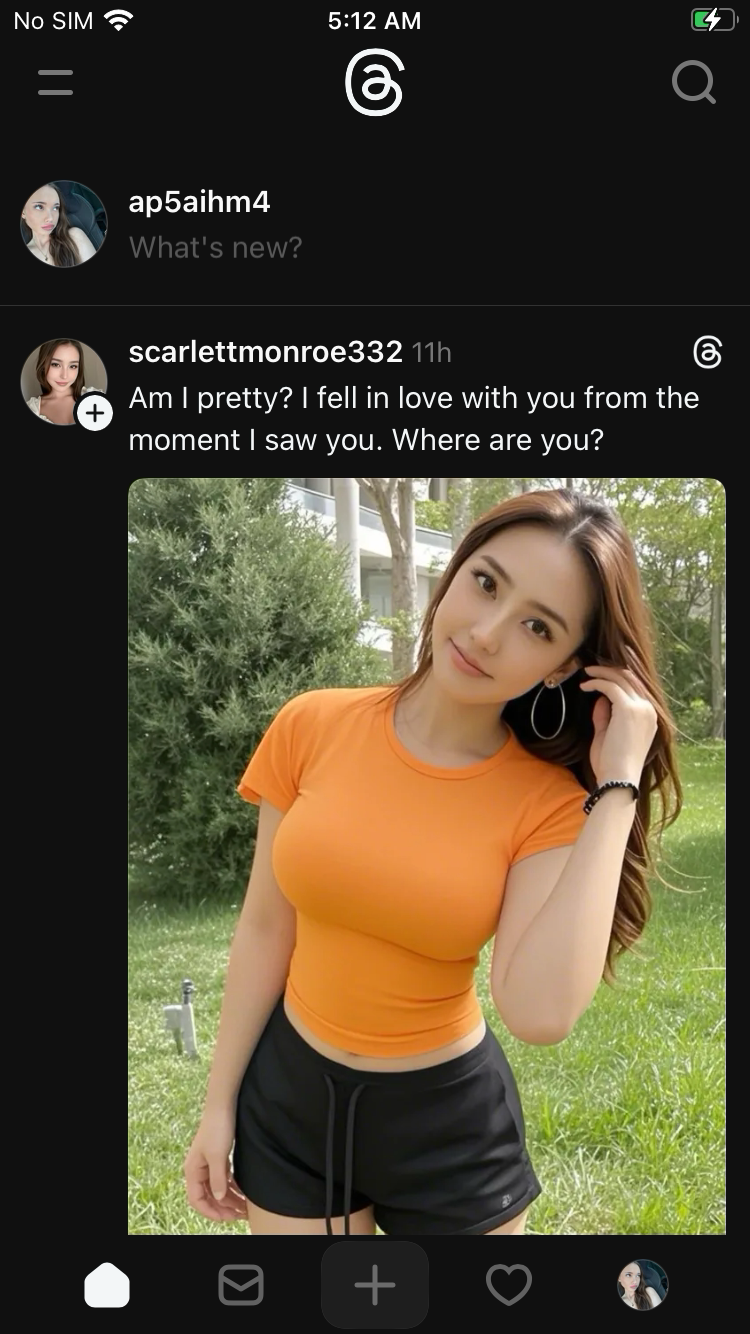 No SIM
5:12 AM
ap5aihm4
What's new?
scarlettmonroe332 11h
Am I pretty? I fell in love with you from the
moment I saw you. Where are you?